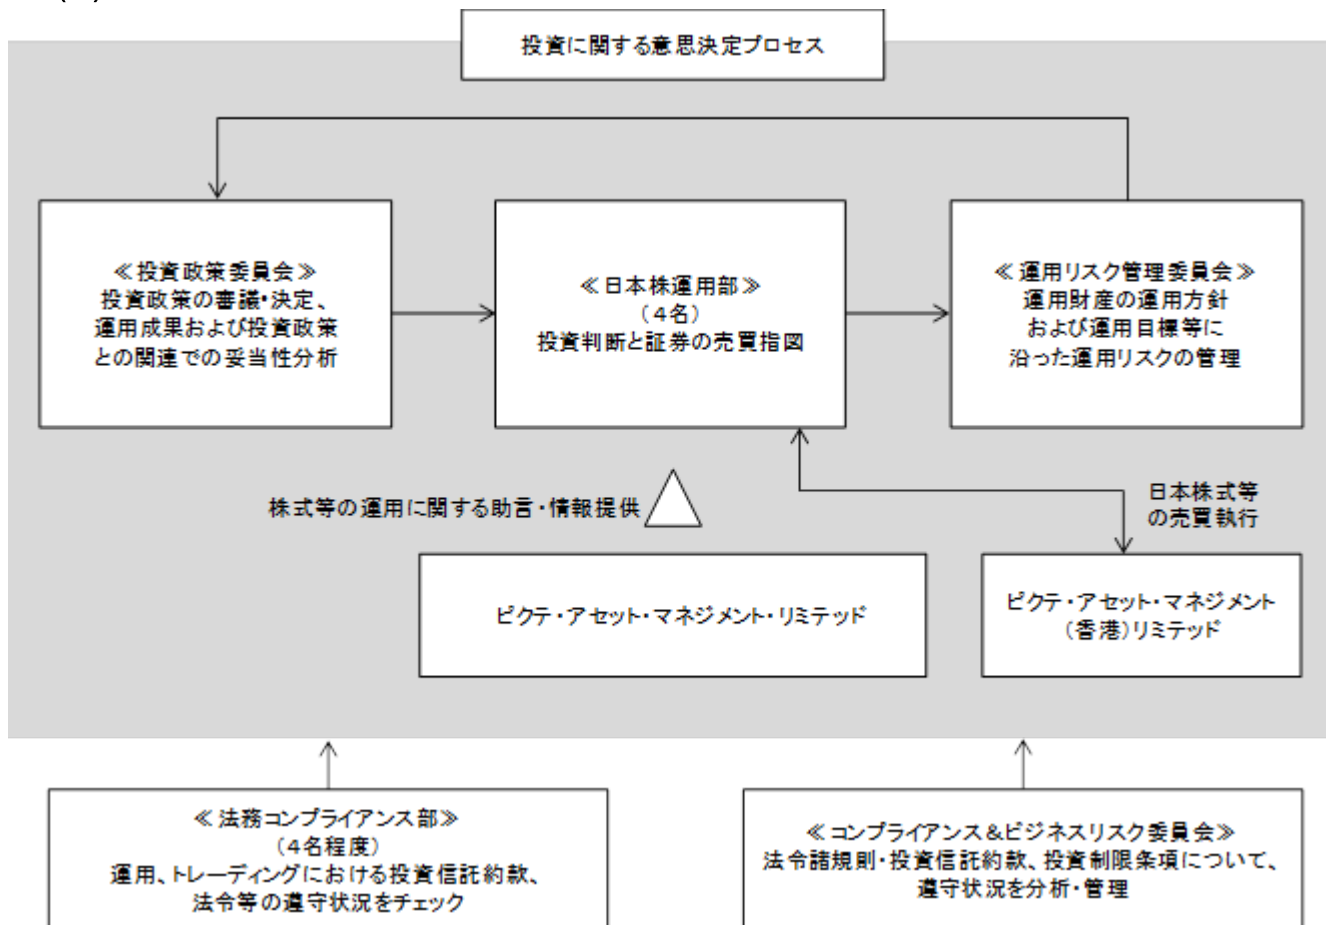 投資に関する意思決定プロセス
≪投資政策委員会≫
投資政策の審議・決定、
運用成果および投資政策
との関連での妥当性分析
≪日本株運用部≫
(４名)
投資判断と証券の売買指図
≪運用リスク管理委員会≫
運用財産の運用方針
および運用目標等に
沿った運用リスクの管理
株式等の運用に関する助言・情報提供
日本株式等
の売買執行
ピクテ・アセット・マネジメント・リミテッド
ピクテ・アセット・マネジメント
(香港)リミテッド
≪法務コンプライアンス部≫
(４名程度)
運用、トレーディングにおける投資信託約款、
法令等の遵守状況をチェック
≪コンプライアンス＆ビジネスリスク委員会≫
法令諸規則・投資信託約款、投資制限条項について、
遵守状況を分析・管理